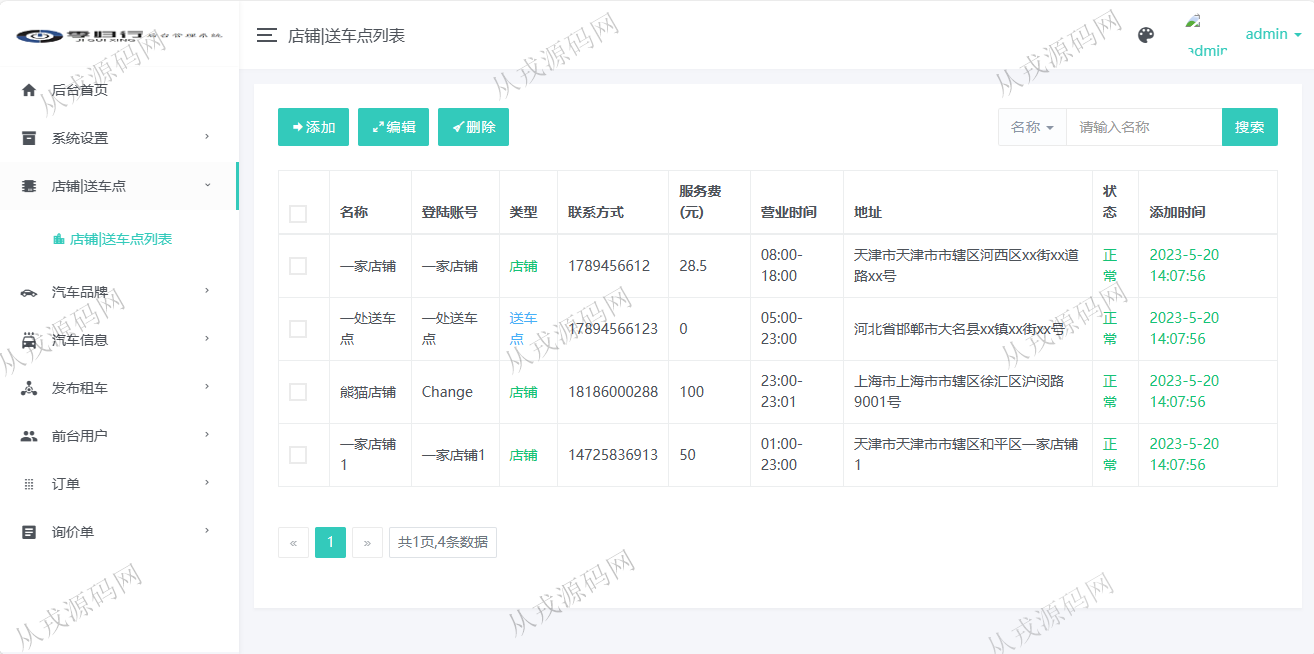 季归行后台管理系统
JI GUI XING
店铺|送车点列表
admin
admin
后台首页
系统设置
店铺|送车点
店铺|送车点列表
汽车品牌
汽车信息
发布租车
前台用户
订单
询价单
添加
编辑
删除
名称
请输入名称
搜索
名称
登陆账号
类型
联系方式
服务费
(元)
营业时间
地址
状
态
添加时间
一家店铺
一家店铺
店铺
1789456612
28.5
08:00-
18:00
天津市天津市市辖区河西区xx街xx道
路xx号
正
常
2023-5-20
14:07:56
一处送车
点
一处送车
点
送车
点
17894566123
0
05:00-
23:00
河北省邯郸市大名县xx镇xx街xx号
正
常
2023-5-20
14:07:56
熊猫店铺
Change
店铺
18186000288
100
23:00-
23:01
上海市上海市市辖区徐汇区沪闵路
9001号
正
常
2023-5-20
14:07:56
一家店铺
1
一家店铺1
店铺
14725836913
50
01:00-
23:00
天津市天津市市辖区和平区一家店铺
1
正
常
2023-5-20
14:07:56
«
1
»
共1页,4条数据
从戎源码网
从戎源码网
从戎源码网
从戎源码网
从戎源码网
从戎源码网
从戎源码网
从戎源码网
从戎源码网